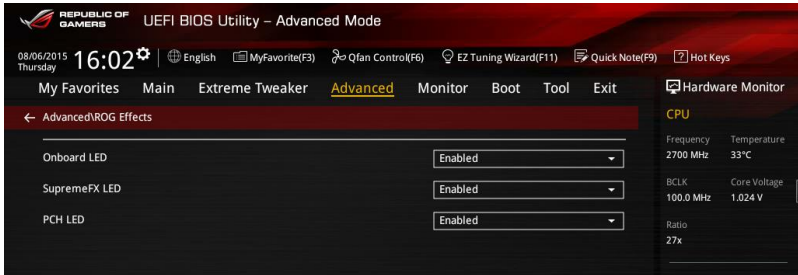 REPUBLIC OF GAMERS UEFI BIOS Utility – Advanced Mode
08/06/2015 Thursday 16:02 English MyFavorite(F3) Qfan Control(F6) EZ Tuning Wizard(F11) Quick Note(F9) ? Hot Keys
My Favorites Main Extreme Tweaker Advanced Monitor Boot Tool Exit
Hardware Monitor
← Advanced\ROG Effects
CPU
Frequency Temperature
2700 MHz 33°C
Onboard LED Enabled
SupremeFX LED Enabled
BCLK Core Voltage
100.0 MHz 1.024 V
PCH LED Enabled
Ratio
27x